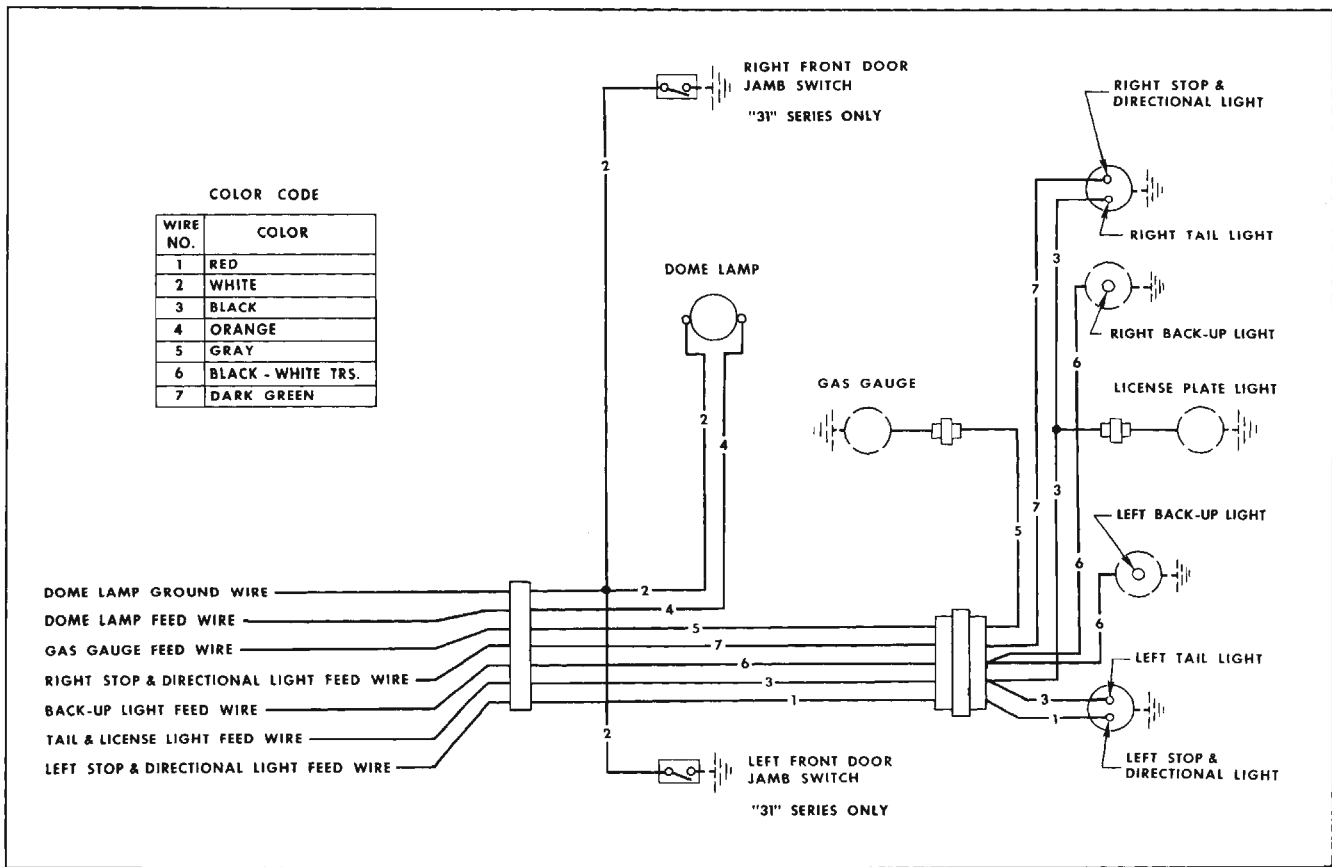 RIGHT FRONT DOOR
JAMB SWITCH
"31" SERIES ONLY
RIGHT STOP &
DIRECTIONAL LIGHT
2
COLOR CODE
WIRE NO. COLOR
1 RED
2 WHITE
3 BLACK
4 ORANGE
5 GRAY
6 BLACK - WHITE TRS.
7 DARK GREEN
RIGHT TAIL LIGHT
3
DOME LAMP
7
RIGHT BACK-UP LIGHT
6
GAS GAUGE
LICENSE PLATE LIGHT
2
4
3
7
5
LEFT BACK-UP LIGHT
6
6
DOME LAMP GROUND WIRE
2
DOME LAMP FEED WIRE
4
GAS GAUGE FEED WIRE
5
RIGHT STOP & DIRECTIONAL LIGHT FEED WIRE
7
BACK-UP LIGHT FEED WIRE
6
TAIL & LICENSE LIGHT FEED WIRE
3
LEFT STOP & DIRECTIONAL LIGHT FEED WIRE
1
LEFT TAIL LIGHT
3
1
2
LEFT STOP &
DIRECTIONAL LIGHT
LEFT FRONT DOOR
JAMB SWITCH
"31" SERIES ONLY